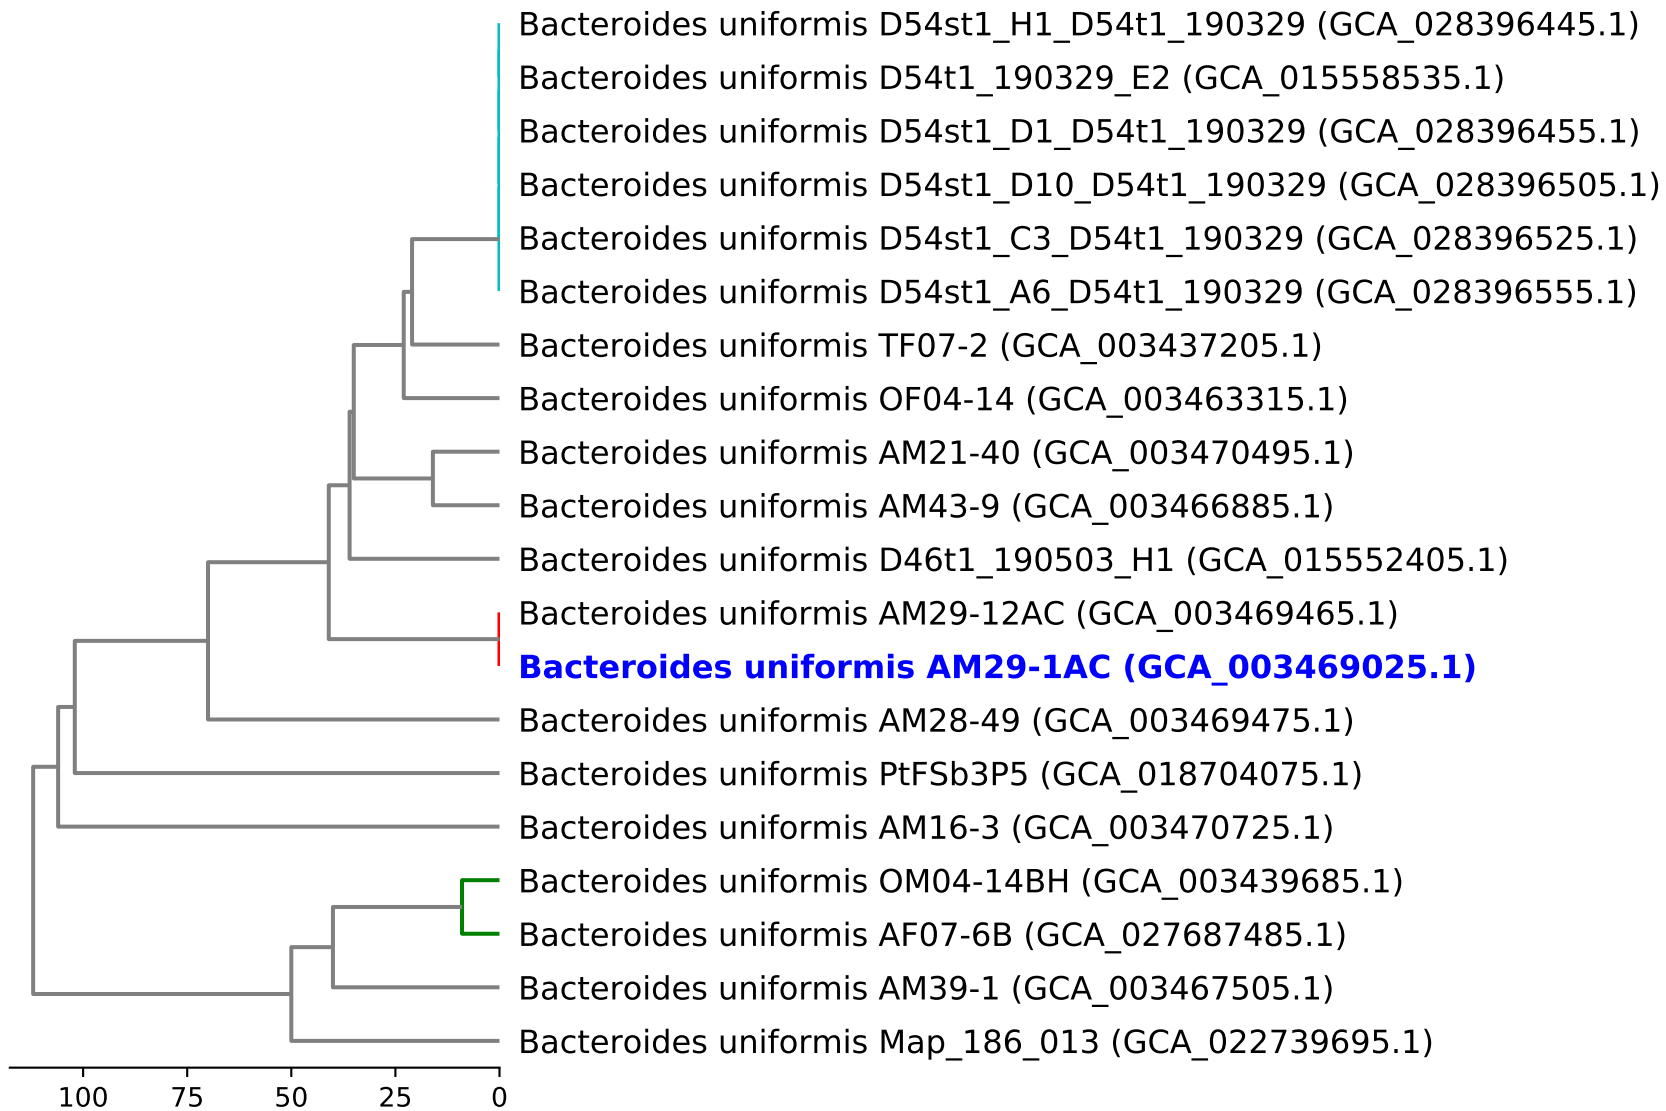 Bacteroides uniformis D54st1_H1_D54t1_190329 (GCA_028396445.1)
Bacteroides uniformis D54t1_190329_E2 (GCA_015558535.1)
Bacteroides uniformis D54st1_D1_D54t1_190329 (GCA_028396455.1)
Bacteroides uniformis D54st1_D10_D54t1_190329 (GCA_028396505.1)
Bacteroides uniformis D54st1_C3_D54t1_190329 (GCA_028396525.1)
Bacteroides uniformis D54st1_A6_D54t1_190329 (GCA_028396555.1)
Bacteroides uniformis TF07-2 (GCA_003437205.1)
Bacteroides uniformis OF04-14 (GCA_003463315.1)
Bacteroides uniformis AM21-40 (GCA_003470495.1)
Bacteroides uniformis AM43-9 (GCA_003466885.1)
Bacteroides uniformis D46t1_190503_H1 (GCA_015552405.1)
Bacteroides uniformis AM29-12AC (GCA_003469465.1)
Bacteroides uniformis AM29-1AC (GCA_003469025.1)
Bacteroides uniformis AM28-49 (GCA_003469475.1)
Bacteroides uniformis PtFSb3P5 (GCA_018704075.1)
Bacteroides uniformis AM16-3 (GCA_003470725.1)
Bacteroides uniformis OM04-14BH (GCA_003439685.1)
Bacteroides uniformis AF07-6B (GCA_027687485.1)
Bacteroides uniformis AM39-1 (GCA_003467505.1)
Bacteroides uniformis Map_186_013 (GCA_022739695.1)
100 75 50 25 0